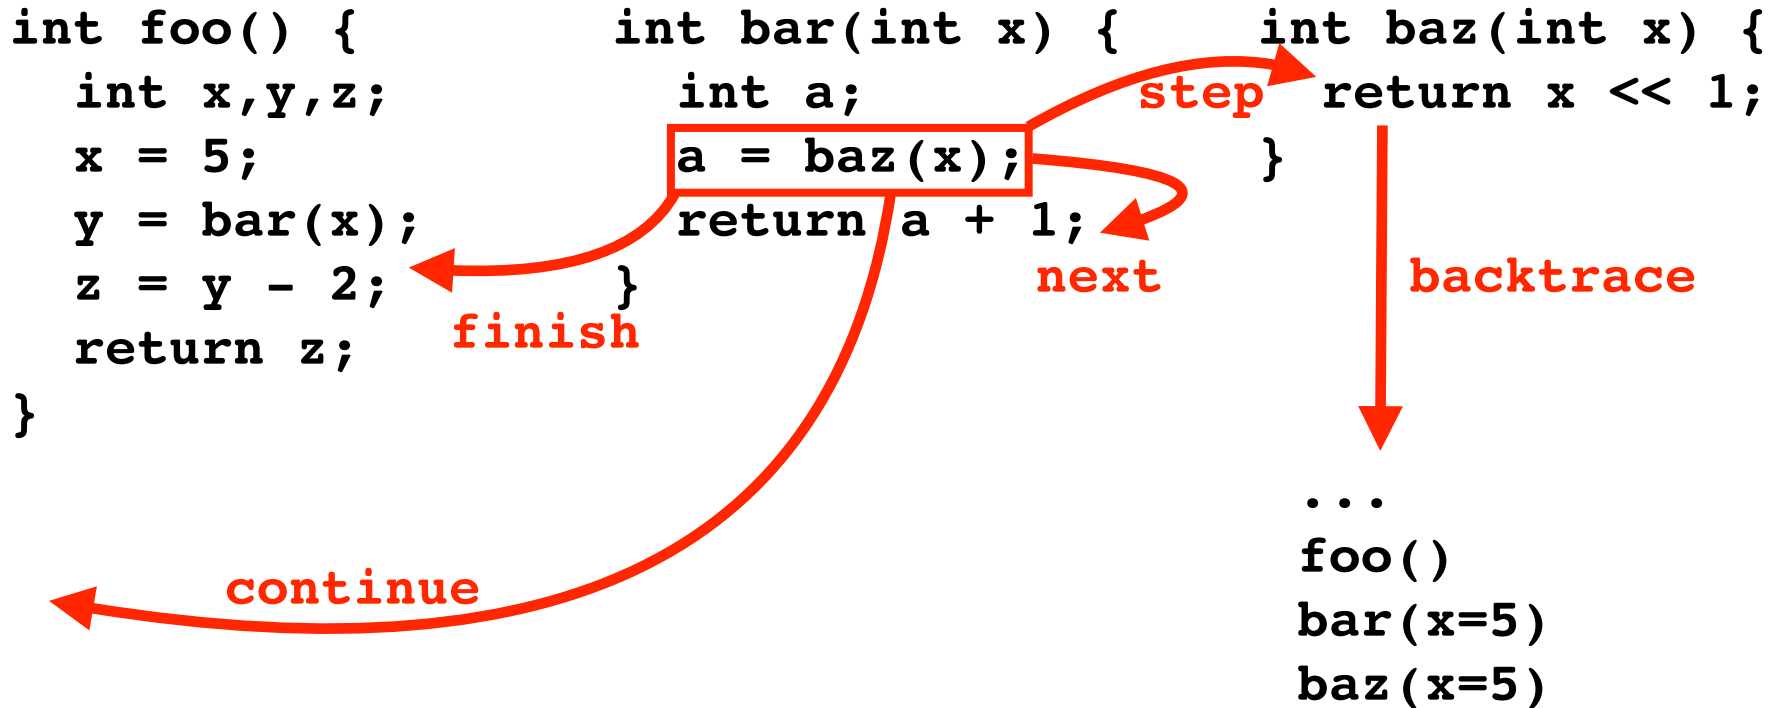 int foo() {
int x,y,z;
x = 5;
y = bar(x);
z = y - 2;
return z;
}
finish
continue
int bar(int x) {
int a;
a = baz(x);
return a + 1;
}
step
next
int baz(int x) {
return x << 1;
}
backtrace
...
foo()
bar(x=5)
baz(x=5)